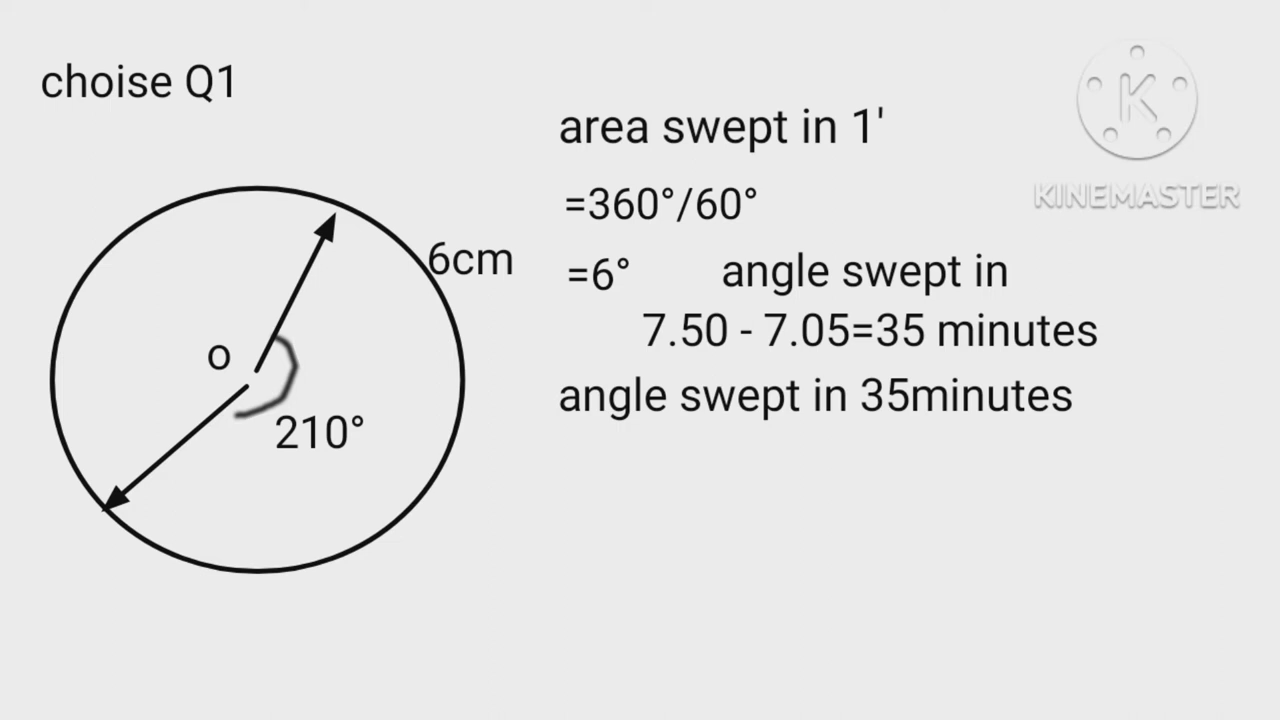 choise Q1
area swept in 1'
=360°/60°
=6° angle swept in
7.50 - 7.05=35 minutes
angle swept in 35minutes
6cm
o
210°
K
KINEMASTER